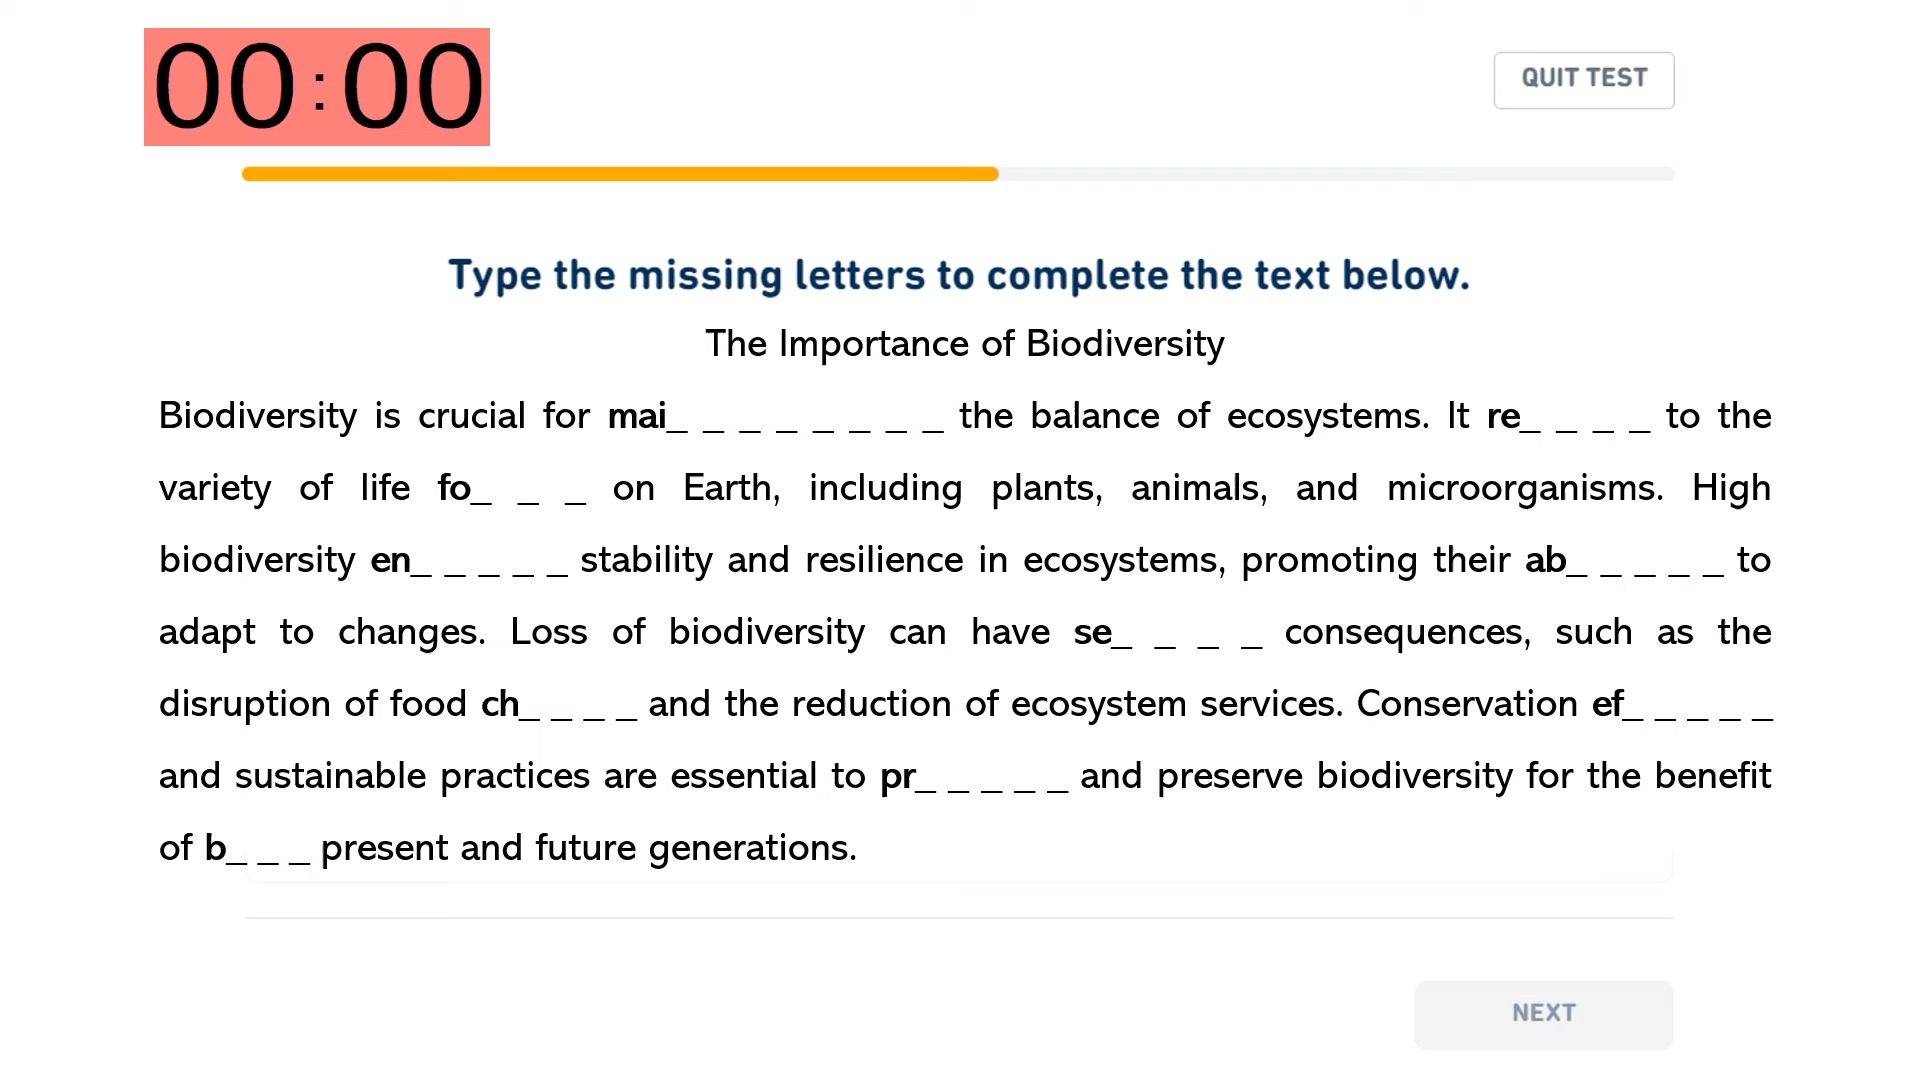 00:00
QUIT TEST
Type the missing letters to complete the text below.
The Importance of Biodiversity
Biodiversity is crucial for mai_ _ _ _ _ _ _ _ the balance of ecosystems. It re_ _ _ _ to the
variety of life fo_ _ _ on Earth, including plants, animals, and microorganisms. High
biodiversity en_ _ _ _ _ stability and resilience in ecosystems, promoting their ab_ _ _ _ _ to
adapt to changes. Loss of biodiversity can have se_ _ _ _ consequences, such as the
disruption of food ch_ _ _ _ and the reduction of ecosystem services. Conservation ef_ _ _ _ _
and sustainable practices are essential to pr_ _ _ _ _ and preserve biodiversity for the benefit
of b_ _ _ present and future generations.
NEXT